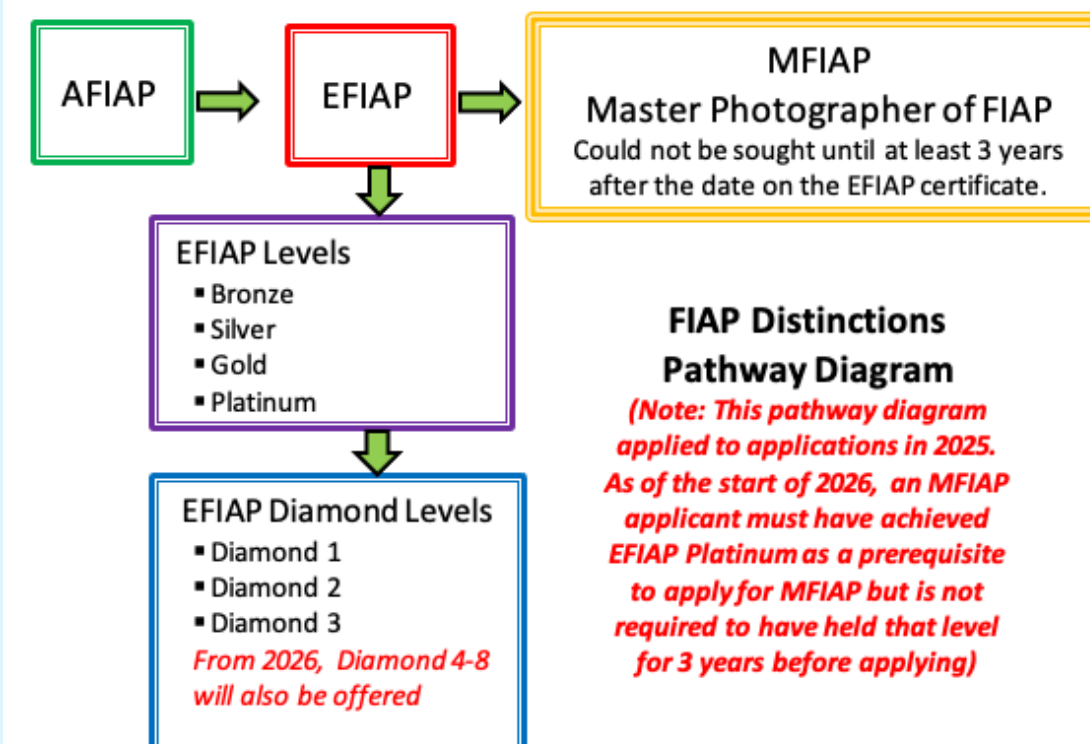 AFIAP
EFIAP
MFIAP
Master Photographer of FIAP
Could not be sought until at least 3 years
after the date on the EFIAP certificate.
EFIAP Levels
▪ Bronze
▪ Silver
▪ Gold
▪ Platinum
EFIAP Diamond Levels
▪ Diamond 1
▪ Diamond 2
▪ Diamond 3
From 2026, Diamond 4-8
will also be offered
FIAP Distinctions
Pathway Diagram
(Note: This pathway diagram
applied to applications in 2025.
As of the start of 2026, an MFIAP
applicant must have achieved
EFIAP Platinum as a prerequisite
to apply for MFIAP but is not
required to have held that level
for 3 years before applying)